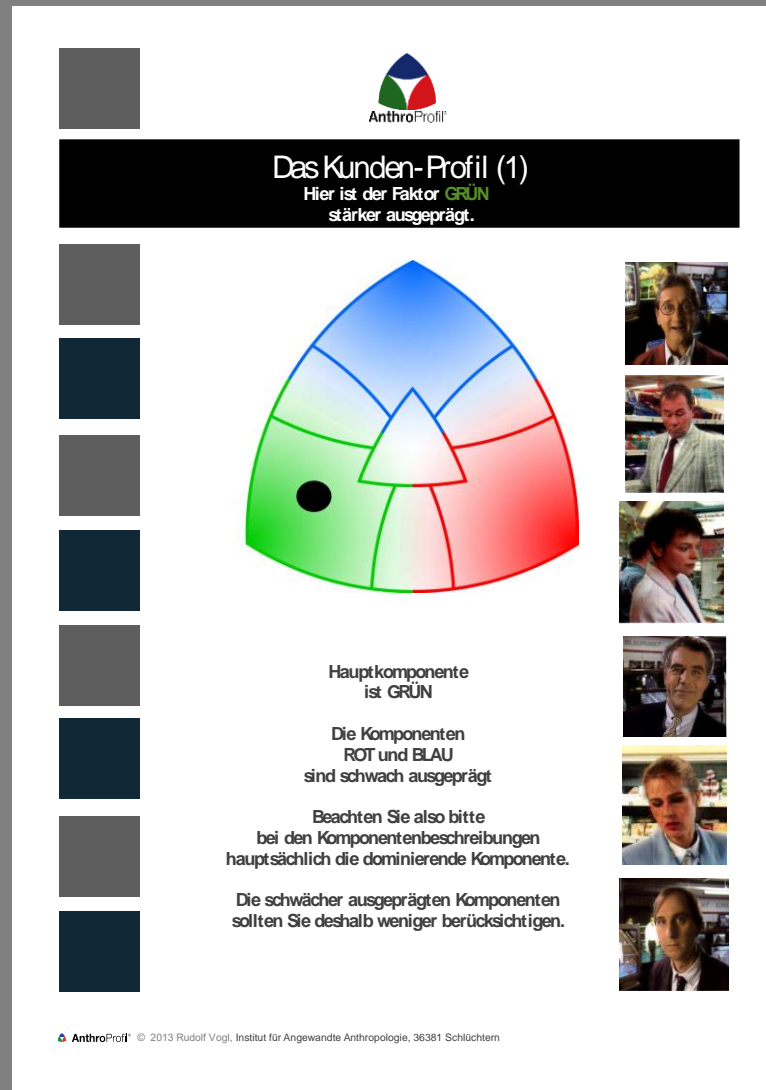 AnthroProfil®
Das Kunden-Profil (1)
Hier ist der Faktor GRÜN
stärker ausgeprägt.
Hauptkomponente
ist GRÜN
Die Komponenten
ROT und BLAU
sind schwach ausgeprägt
Beachten Sie also bitte
bei den Komponentenbeschreibungen
hauptsächlich die dominierende Komponente.
Die schwächer ausgeprägten Komponenten
sollten Sie deshalb weniger berücksichtigen.
AnthroProfil® © 2013 Rudolf Vogl, Institut für Angewandte Anthropologie, 36381 Schlüchtern